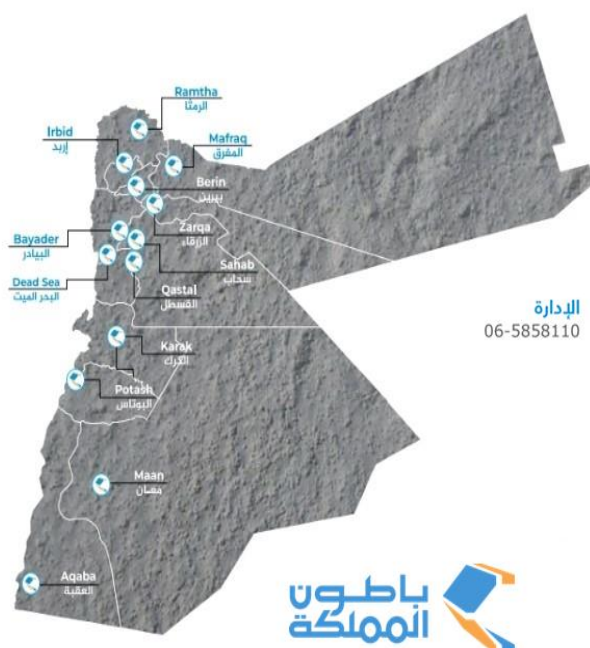 Ramtha
الرمثا
Irbid
إربد
Mafraq
المفرق
Berin
بيرين
Zarqa
الزرقاء
Bayader
البيادر
Sahab
سحاب
Dead Sea
البحر الميت
Qastal
القسطل
الإدارة
06-5858110
Karak
الكرك
Potash
البوتاس
Maan
معان
Aqaba
العقبة
باطون
المملكة